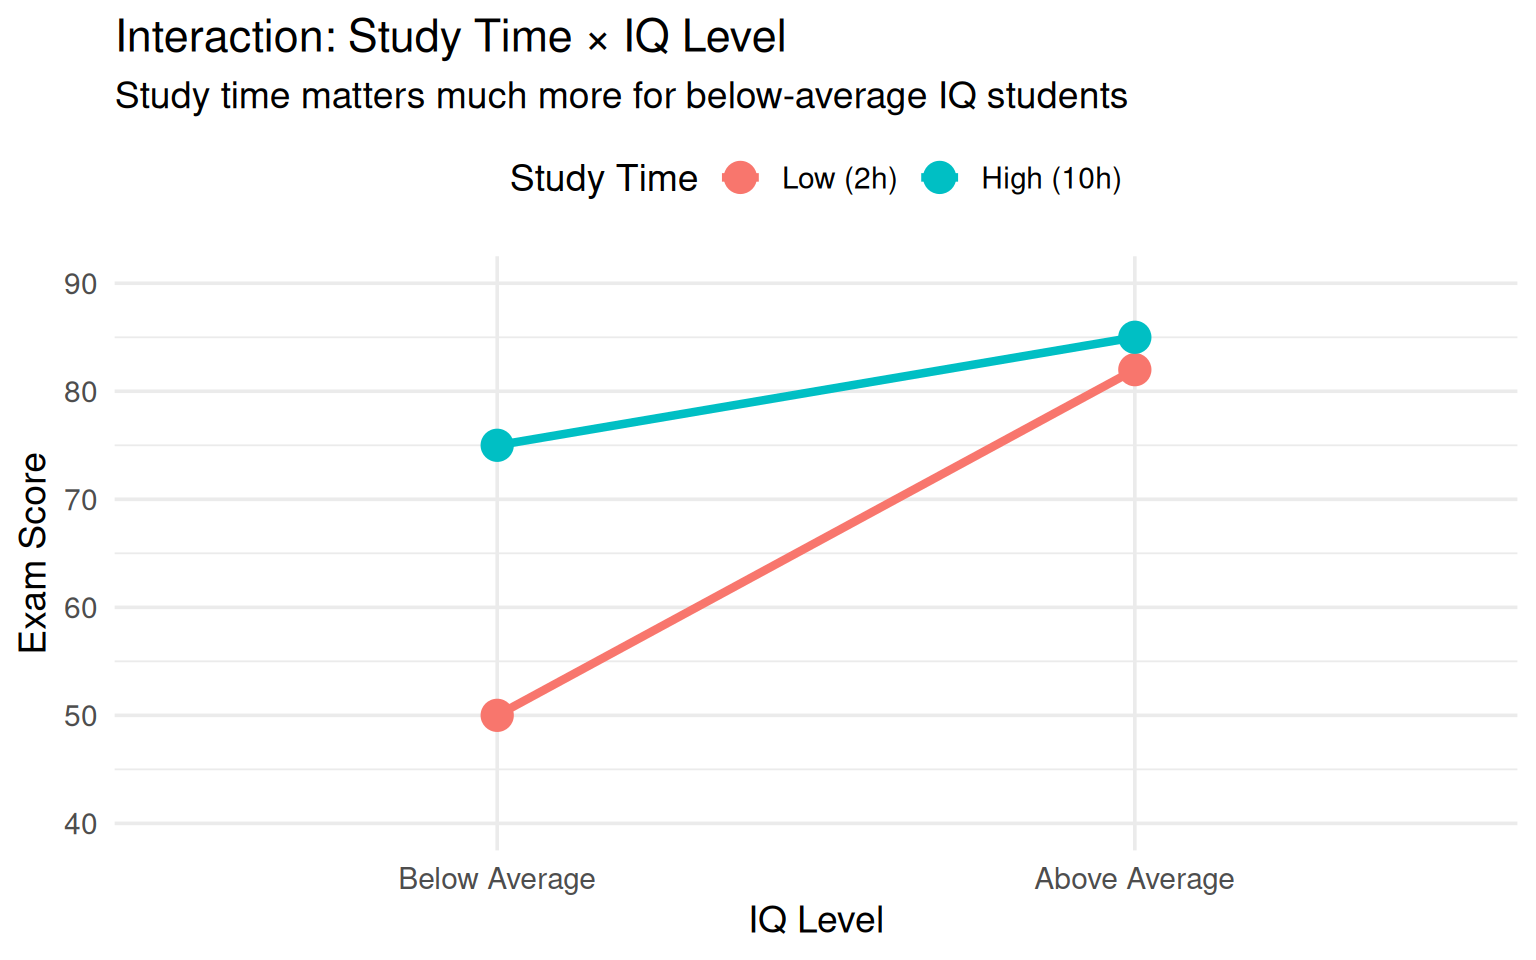 Interaction: Study Time × IQ Level
Study time matters much more for below-average IQ students
Study Time Low (2h) High (10h)
90
80
70
60
50
40
Exam Score
Below Average Above Average
IQ Level